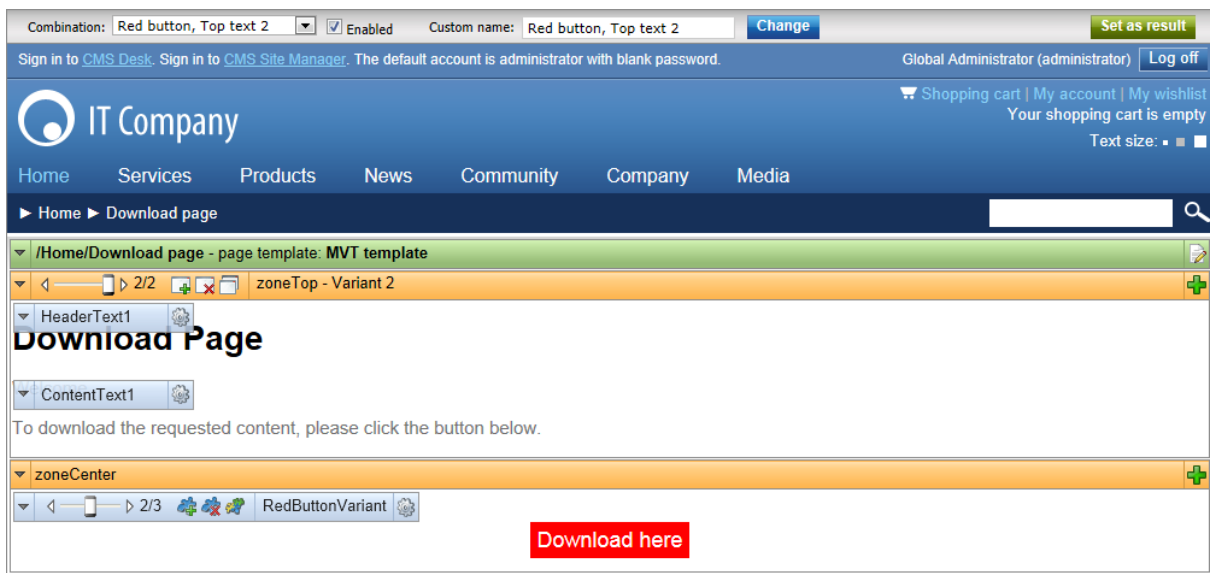 Combination: Red button, Top text 2 Enabled Custom name: Red button, Top text 2 Change Set as result
Sign in to CMS Desk. Sign in to CMS Site Manager. The default account is administrator with blank password. Global Administrator (administrator) Log off
Shopping cart | My account | My wishlist
Your shopping cart is empty
IT Company
Text size:
Home Services Products News Community Company Media
Home Download page
/Home/Download page - page template: MVT template
2/2 zoneTop - Variant 2
HeaderText1
Download Page
Welcome
ContentText1
To download the requested content, please click the button below.
zoneCenter
2/3 RedButtonVariant
Download here